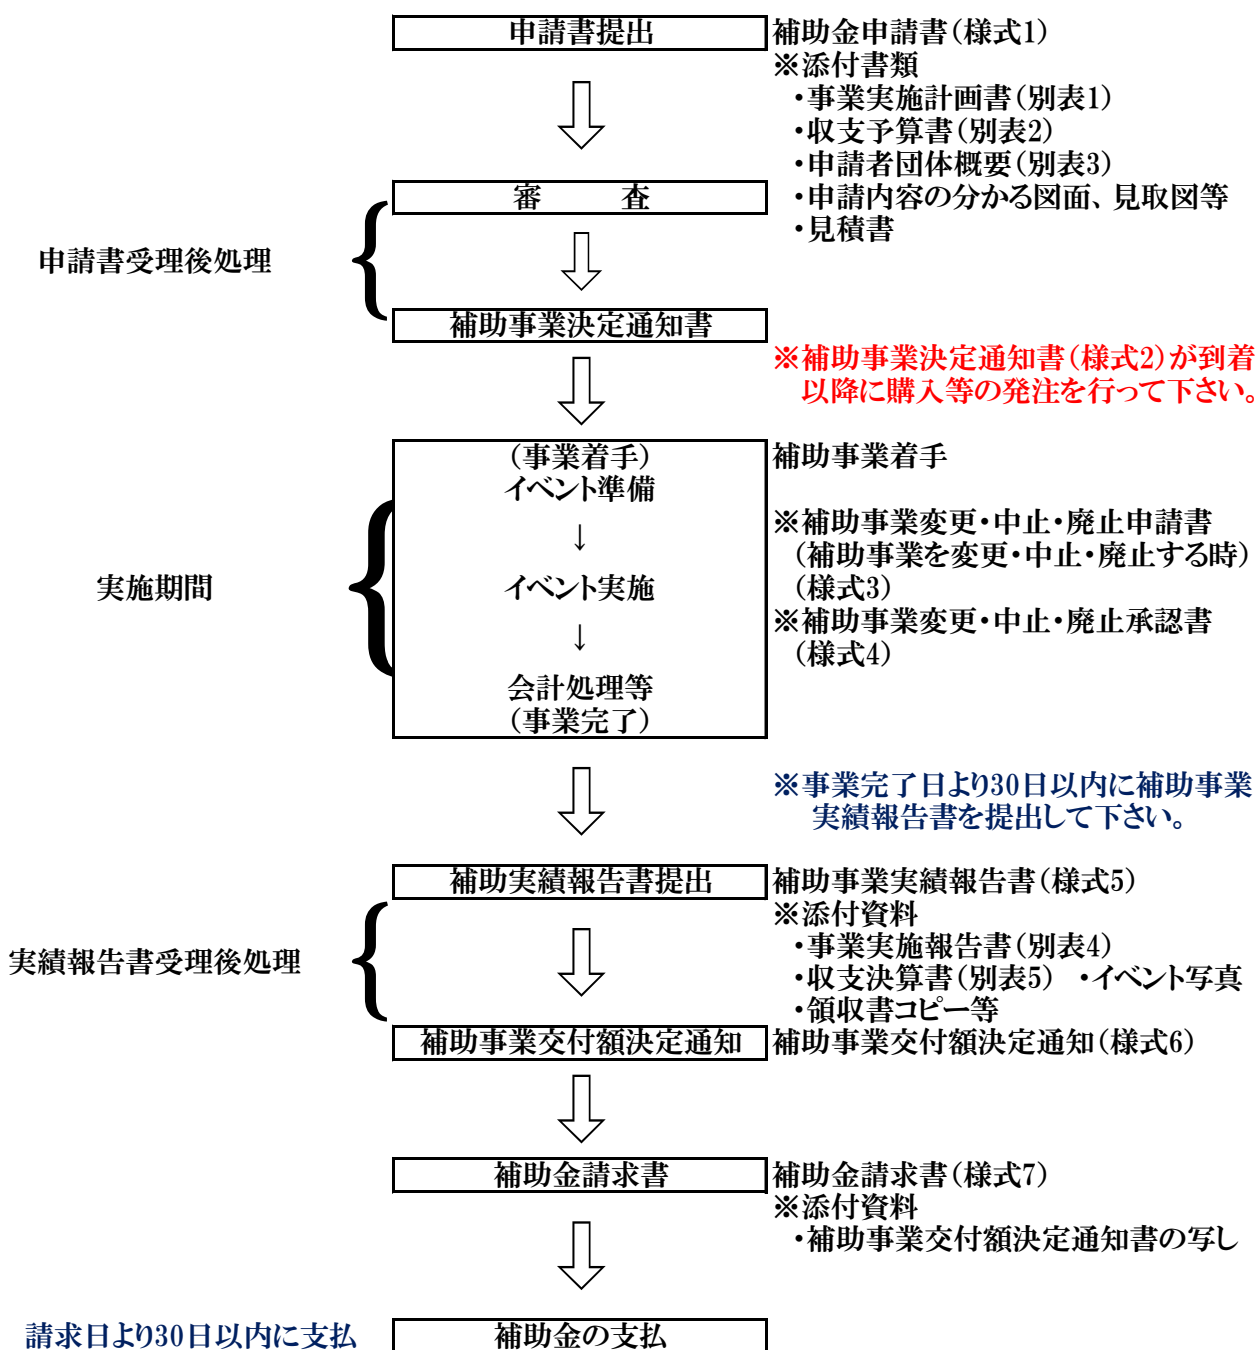 申請書提出
補助金申請書(様式1)
※添付書類
・事業実施計画書(別表1)
・収支予算書(別表2)
・申請者団体概要(別表3)
・申請内容の分かる図面、見取図等
・見積書
審　査
申請書受理後処理
補助事業決定通知書
※補助事業決定通知書(様式2)が到着
以降に購入等の発注を行って下さい。
(事業着手)
補助事業着手
イベント準備
↓
※補助事業変更・中止・廃止申請書
(補助事業を変更・中止・廃止する時)
(様式3)
実施期間
イベント実施
↓
※補助事業変更・中止・廃止承認書
(様式4)
会計処理等
(事業完了)
※事業完了日より30日以内に補助事業
実績報告書を提出して下さい。
補助実績報告書提出
補助事業実績報告書(様式5)
※添付資料
・事業実施報告書(別表4)
・収支決算書(別表5) ・イベント写真
・領収書コピー等
実績報告書受理後処理
補助事業交付額決定通知
補助事業交付額決定通知(様式6)
補助金請求書
補助金請求書(様式7)
※添付資料
・補助事業交付額決定通知書の写し
請求日より30日以内に支払
補助金の支払